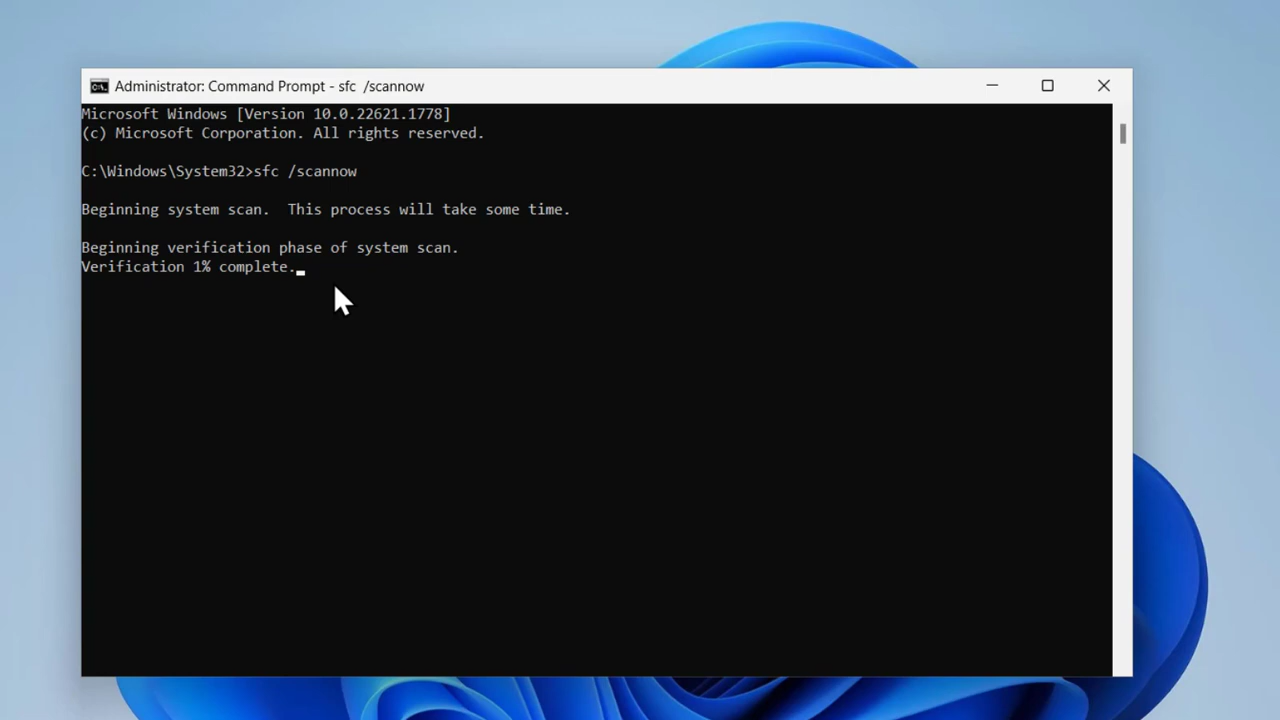 Administrator: Command Prompt - sfc  /scannow
Microsoft Windows [Version 10.0.22621.1778]
(c) Microsoft Corporation. All rights reserved.
C:\Windows\System32>sfc /scannow
Beginning system scan.  This process will take some time.
Beginning verification phase of system scan.
Verification 1% complete.